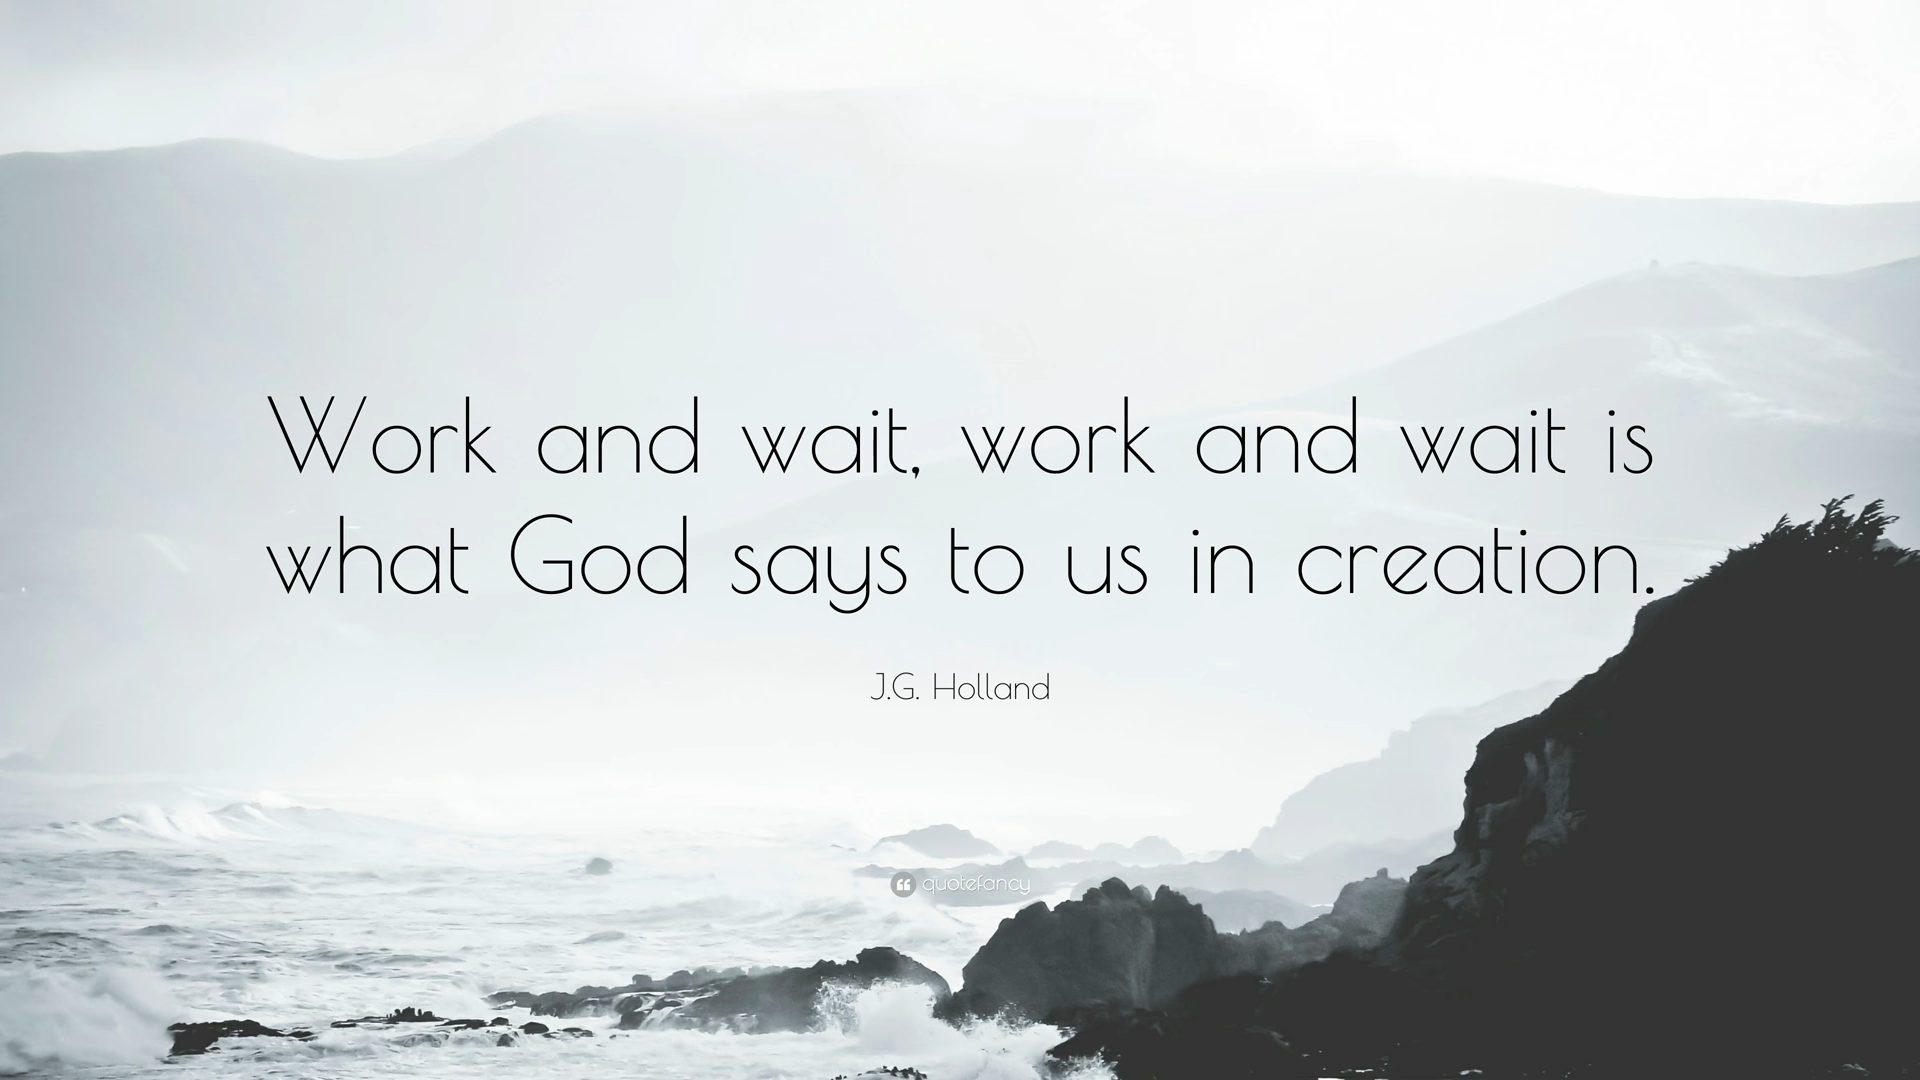 Work and wait, work and wait is
what God says to us in creation.
J.G. Holland
quotefancy